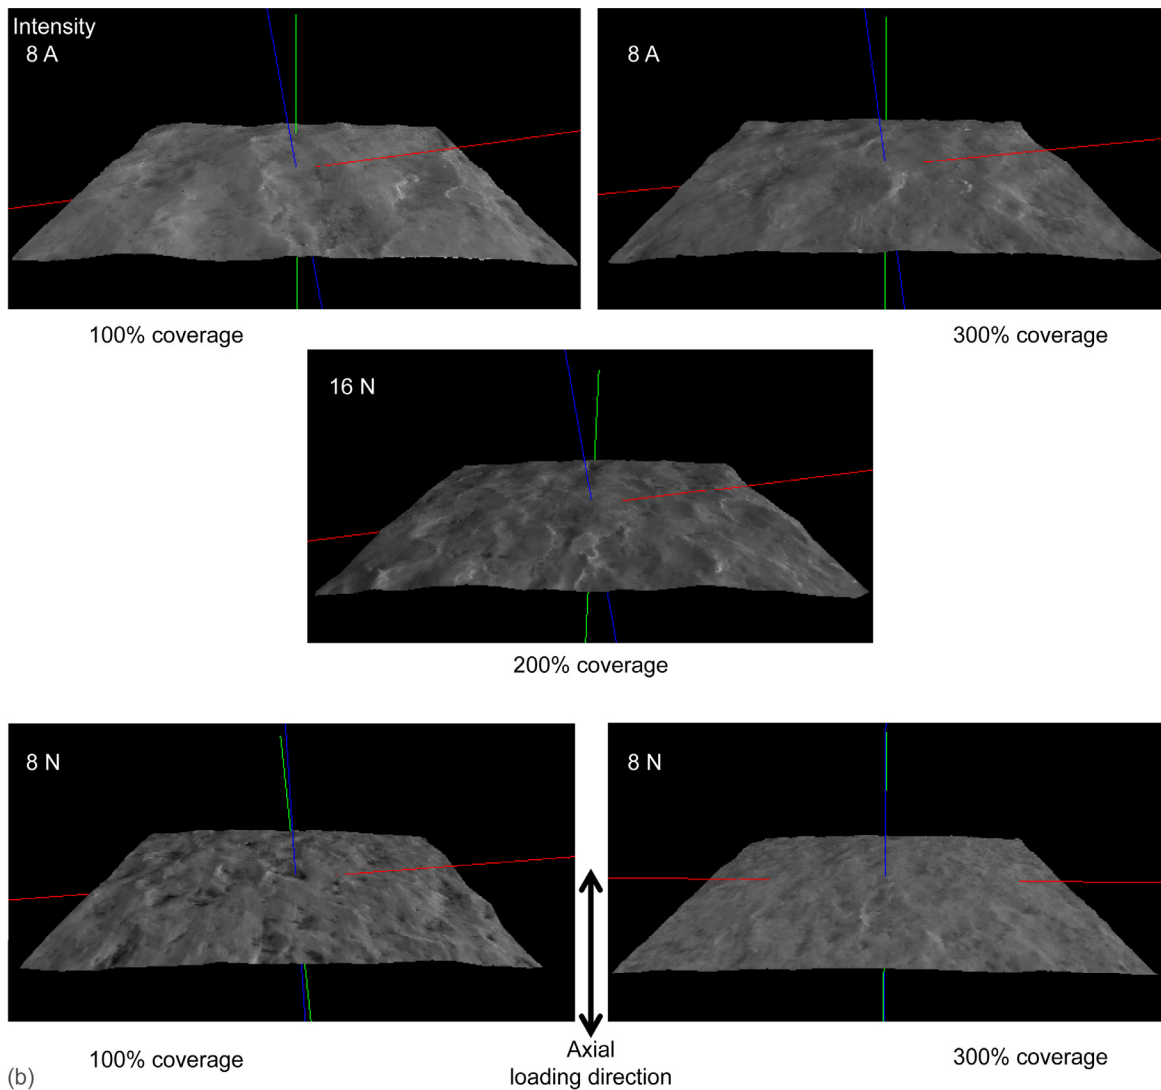 Intensity
8 A
8 A
100% coverage
300% coverage
16 N
200% coverage
8 N
8 N
100% coverage
300% coverage
Axial
loading direction
(b)